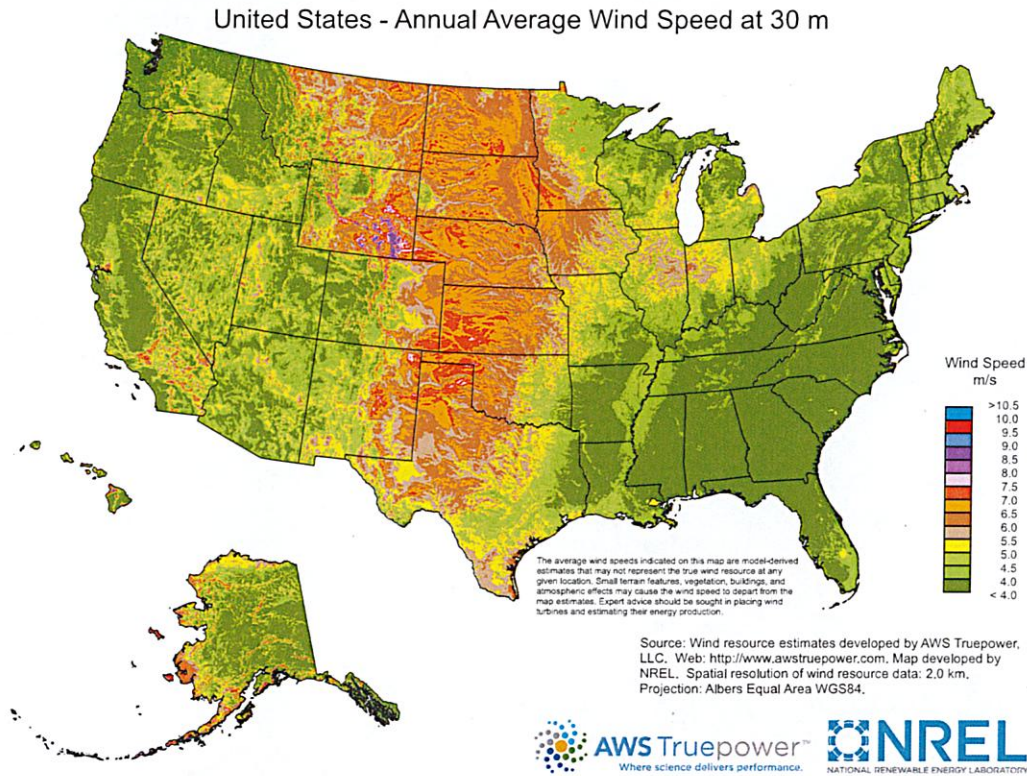 United States - Annual Average Wind Speed at 30 m
Wind Speed
m/s
>10.5
10.0
9.5
9.0
8.5
8.0
7.5
7.0
6.5
6.0
5.5
5.0
4.5
4.0
< 4.0
The average wind speeds indicated on this map are model-derived
estimates that may not represent the true wind resource at any
given location. Small terrain features, vegetation, buildings, and
atmospheric effects may cause the wind speed to depart from the
map estimates. Expert advice should be sought in placing wind
turbines and estimating their energy production.
Source: Wind resource estimates developed by AWS Truepower,
LLC. Web: http://www.awstruepower.com. Map developed by
NREL. Spatial resolution of wind resource data: 2.0 km.
Projection: Albers Equal Area WGS84.
AWS Truepower™
Where science delivers performance.
NREL
NATIONAL RENEWABLE ENERGY LABORATORY